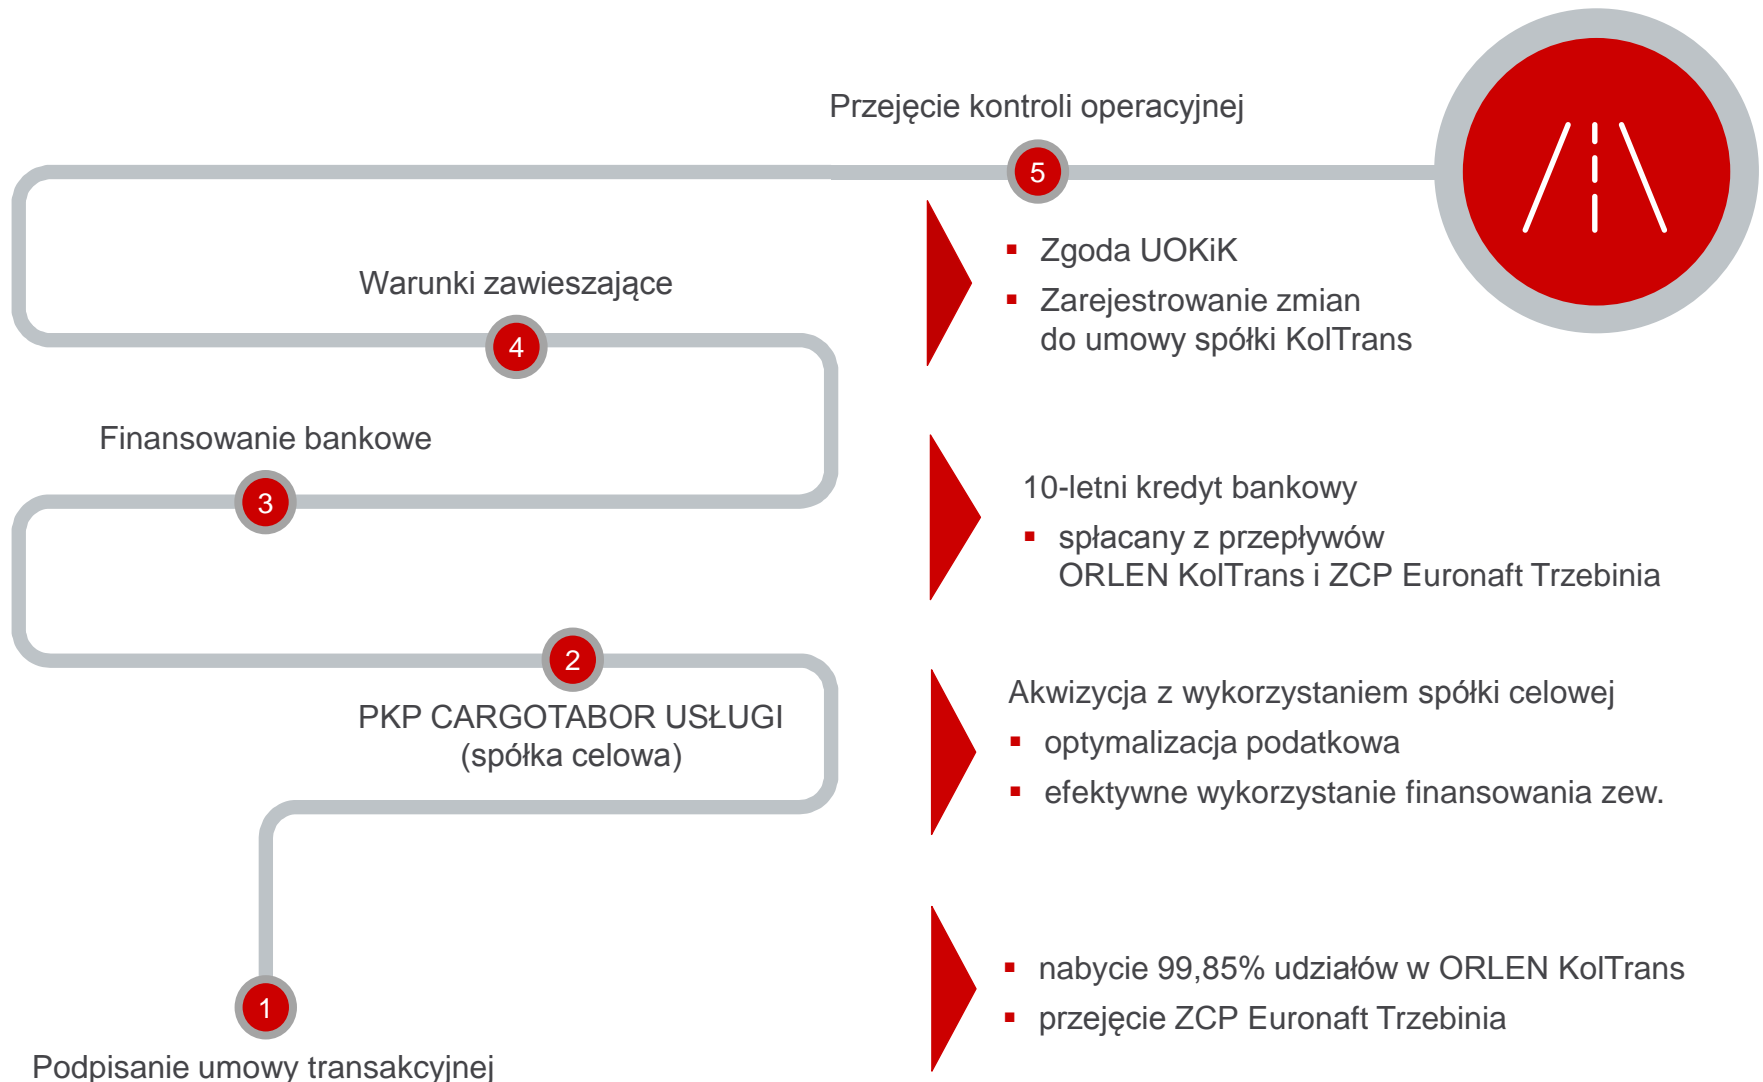 Przejęcie kontroli operacyjnej
5
Zgoda UOKiK
Zarejestrowanie zmian
do umowy spółki KolTrans
Warunki zawieszające
4
Finansowanie bankowe
3
10-letni kredyt bankowy
spłacany z przepływów
ORLEN KolTrans i ZCP Euronaft Trzebinia
2
PKP CARGOTABOR USŁUGI
(spółka celowa)
Akwizycja z wykorzystaniem spółki celowej
optymalizacja podatkowa
efektywne wykorzystanie finansowania zew.
nabycie 99,85% udziałów w ORLEN KolTrans
przejęcie ZCP Euronaft Trzebinia
1
Podpisanie umowy transakcyjnej